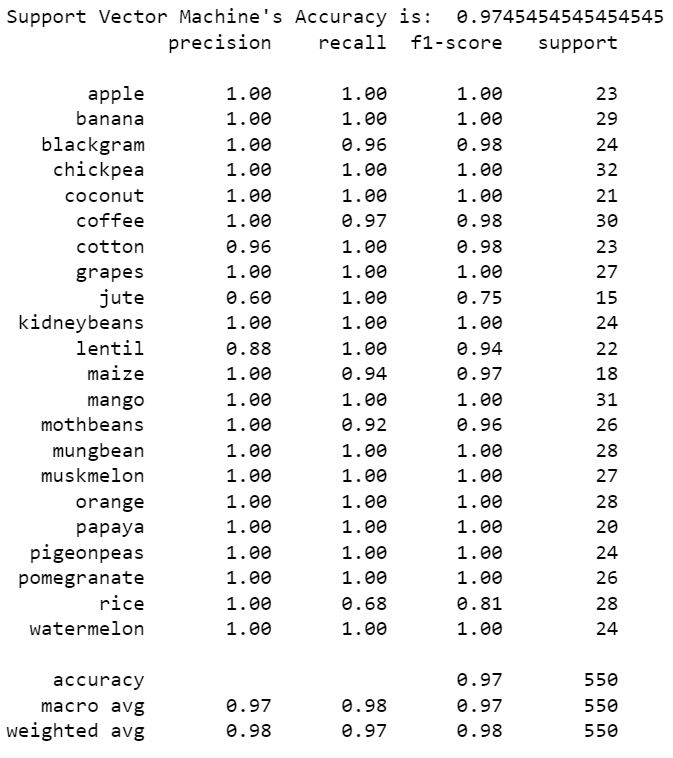 Support Vector Machine's Accuracy is:  0.9745454545454545
precision recall f1-score support
apple 1.00 1.00 1.00 23
banana 1.00 1.00 1.00 29
blackgram 1.00 0.96 0.98 24
chickpea 1.00 1.00 1.00 32
coconut 1.00 1.00 1.00 21
coffee 1.00 0.97 0.98 30
cotton 0.96 1.00 0.98 23
grapes 1.00 1.00 1.00 27
jute 0.60 1.00 0.75 15
kidneybeans 1.00 1.00 1.00 24
lentil 0.88 1.00 0.94 22
maize 1.00 0.94 0.97 18
mango 1.00 1.00 1.00 31
mothbeans 1.00 0.92 0.96 26
mungbean 1.00 1.00 1.00 28
muskmelon 1.00 1.00 1.00 27
orange 1.00 1.00 1.00 28
papaya 1.00 1.00 1.00 20
pigeonpeas 1.00 1.00 1.00 24
pomegranate 1.00 1.00 1.00 26
rice 1.00 0.68 0.81 28
watermelon 1.00 1.00 1.00 24
accuracy 0.97 550
macro avg 0.97 0.98 0.97 550
weighted avg 0.98 0.97 0.98 550